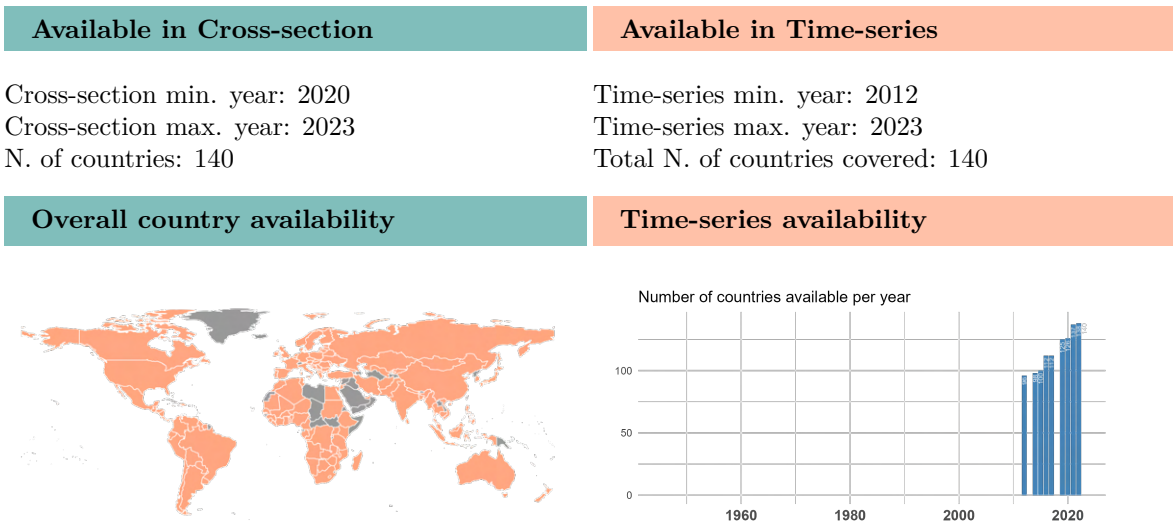 Available in Cross-section
Available in Time-series
Cross-section min. year: 2020
Cross-section max. year: 2023
N. of countries: 140
Time-series min. year: 2012
Time-series max. year: 2023
Total N. of countries covered: 140
Overall country availability
Time-series availability
Number of countries available per year
100
50
0
1960
1980
2000
2020